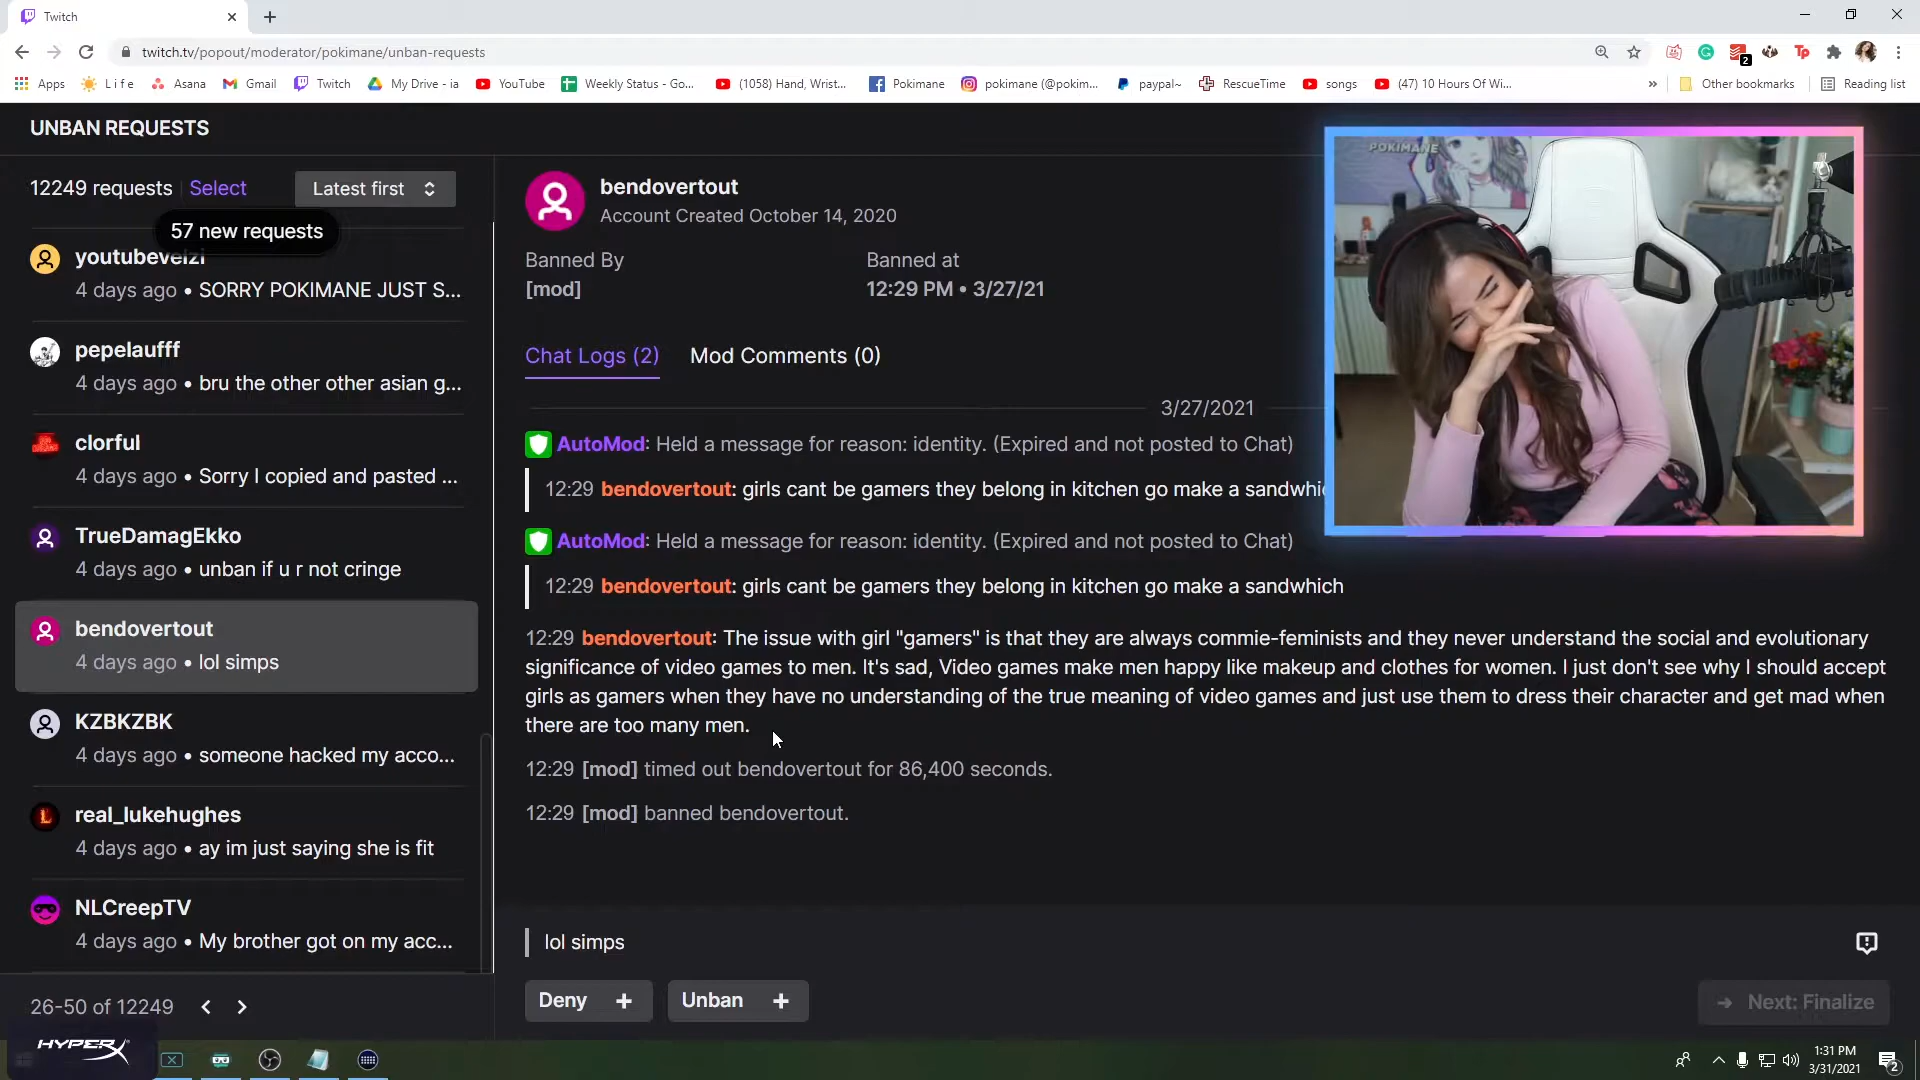 Twitch
twitch.tv/popout/moderator/pokimane/unban-requests
2
Apps L i f e Asana Gmail Twitch My Drive - ia YouTube Weekly Status - Go... (1058) Hand, Wrist... Pokimane pokimane (@pokim... paypal~ RescueTime songs (47) 10 Hours Of Wi... » Other bookmarks Reading list
UNBAN REQUESTS
12249 requests Select Latest first
57 new requests
youtubevelzi
4 days ago • SORRY POKIMANE JUST S...
pepelaufff
4 days ago • bru the other other asian g...
clorful
4 days ago • Sorry I copied and pasted ...
TrueDamagEkko
4 days ago • unban if u r not cringe
bendovertout
4 days ago • lol simps
KZBKZBK
4 days ago • someone hacked my acco...
real_lukehughes
4 days ago • ay im just saying she is fit
NLCreepTV
4 days ago • My brother got on my acc...
26-50 of 12249
HYPERX
bendovertout
Account Created October 14, 2020
Banned By Banned at
[mod] 12:29 PM • 3/27/21
Chat Logs (2) Mod Comments (0)
3/27/2021
AutoMod: Held a message for reason: identity. (Expired and not posted to Chat)
12:29 bendovertout: girls cant be gamers they belong in kitchen go make a sandwhic
AutoMod: Held a message for reason: identity. (Expired and not posted to Chat)
12:29 bendovertout: girls cant be gamers they belong in kitchen go make a sandwhich
12:29 bendovertout: The issue with girl "gamers" is that they are always commie-feminists and they never understand the social and evolutionary
significance of video games to men. It's sad, Video games make men happy like makeup and clothes for women. I just don't see why I should accept
girls as gamers when they have no understanding of the true meaning of video games and just use them to dress their character and get mad when
there are too many men.
12:29 [mod] timed out bendovertout for 86,400 seconds.
12:29 [mod] banned bendovertout.
lol simps
Deny + Unban +
Next: Finalize
POKIMANE
1:31 PM
3/31/2021
2